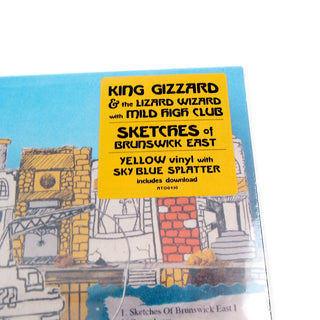 KING GIZZARD
& the LIZARD WIZARD
with MILD HIGH CLUB
SKETCHES of
BRUNSWICK EAST
YELLOW vinyl with
SKY BLUE SPLATTER
includes download
1. Sketches Of Brunswick East I